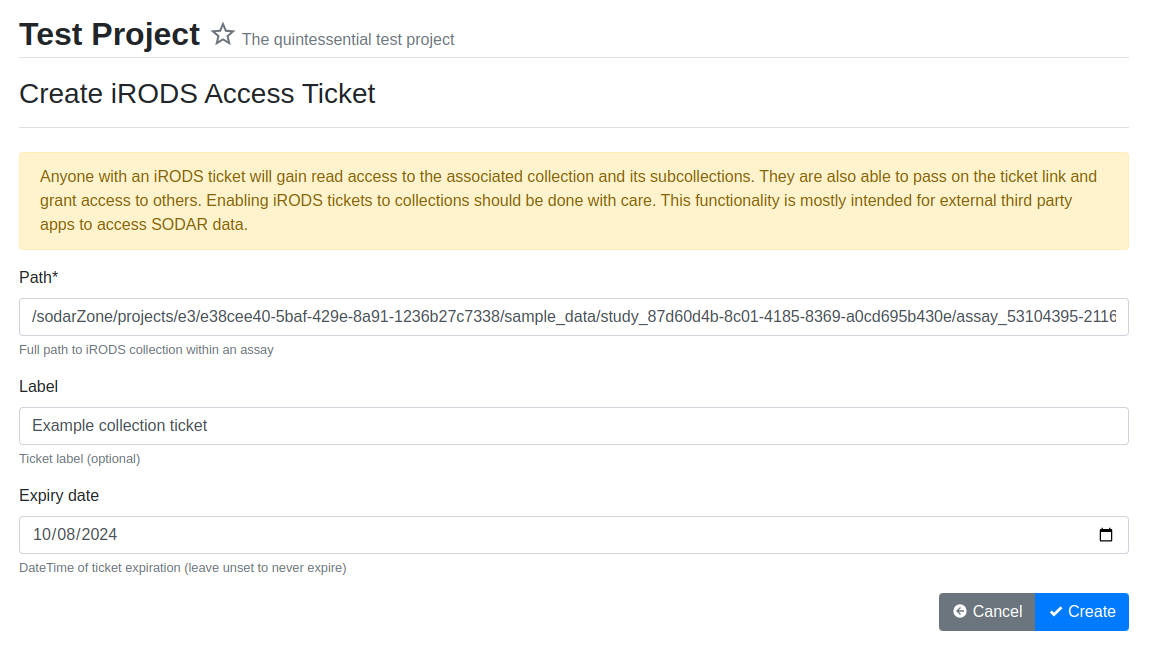 Test Project The quintessential test project
Create iRODS Access Ticket
Anyone with an iRODS ticket will gain read access to the associated collection and its subcollections. They are also able to pass on the ticket link and
grant access to others. Enabling iRODS tickets to collections should be done with care. This functionality is mostly intended for external third party
apps to access SODAR data.
Path*
/sodarZone/projects/e3/e38cee40-5baf-429e-8a91-1236b27c7338/sample_data/study_87d60d4b-8c01-4185-8369-a0cd695b430e/assay_53104395-2116
Full path to iRODS collection within an assay
Label
Example collection ticket
Ticket label (optional)
Expiry date
10/08/2024
DateTime of ticket expiration (leave unset to never expire)
Cancel Create